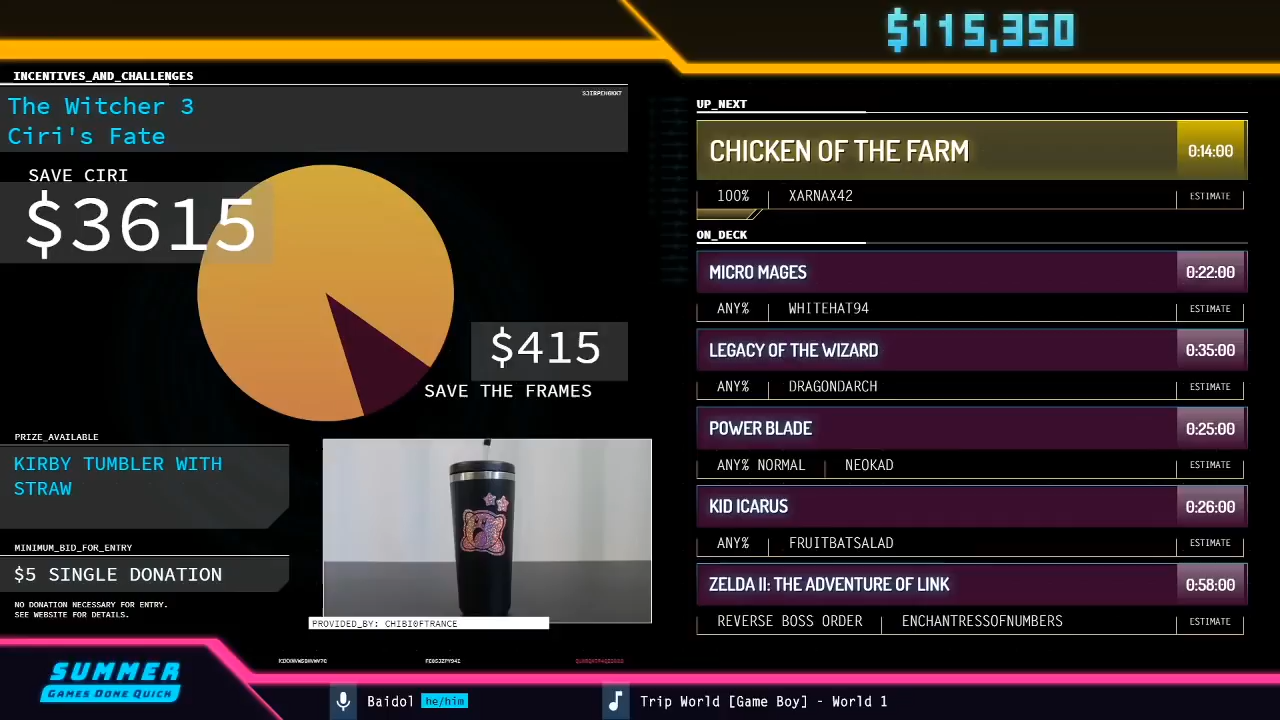 $115,350
INCENTIVES_AND_CHALLENGES
The Witcher 3
Ciri's Fate
SAVE CIRI
$3615
$415
SAVE THE FRAMES
PRIZE_AVAILABLE
KIRBY TUMBLER WITH
STRAW
MINIMUM_BID_FOR_ENTRY
$5 SINGLE DONATION
NO DONATION NECESSARY FOR ENTRY.
SEE WEBSITE FOR DETAILS.
PROVIDED_BY: CHIBI0FTRANCE
UP_NEXT
CHICKEN OF THE FARM 0:14:00
100% XARNAX42 ESTIMATE
ON_DECK
MICRO MAGES 0:22:00
ANY% WHITEHAT94 ESTIMATE
LEGACY OF THE WIZARD 0:35:00
ANY% DRAGONDARCH ESTIMATE
POWER BLADE 0:25:00
ANY% NORMAL NEOKAD ESTIMATE
KID ICARUS 0:26:00
ANY% FRUITBATSALAD ESTIMATE
ZELDA II: THE ADVENTURE OF LINK 0:58:00
REVERSE BOSS ORDER ENCHANTRESSOFNUMBERS ESTIMATE
SUMMER
GAMES DONE QUICK
Baidol he/him
Trip World [Game Boy] - World 1